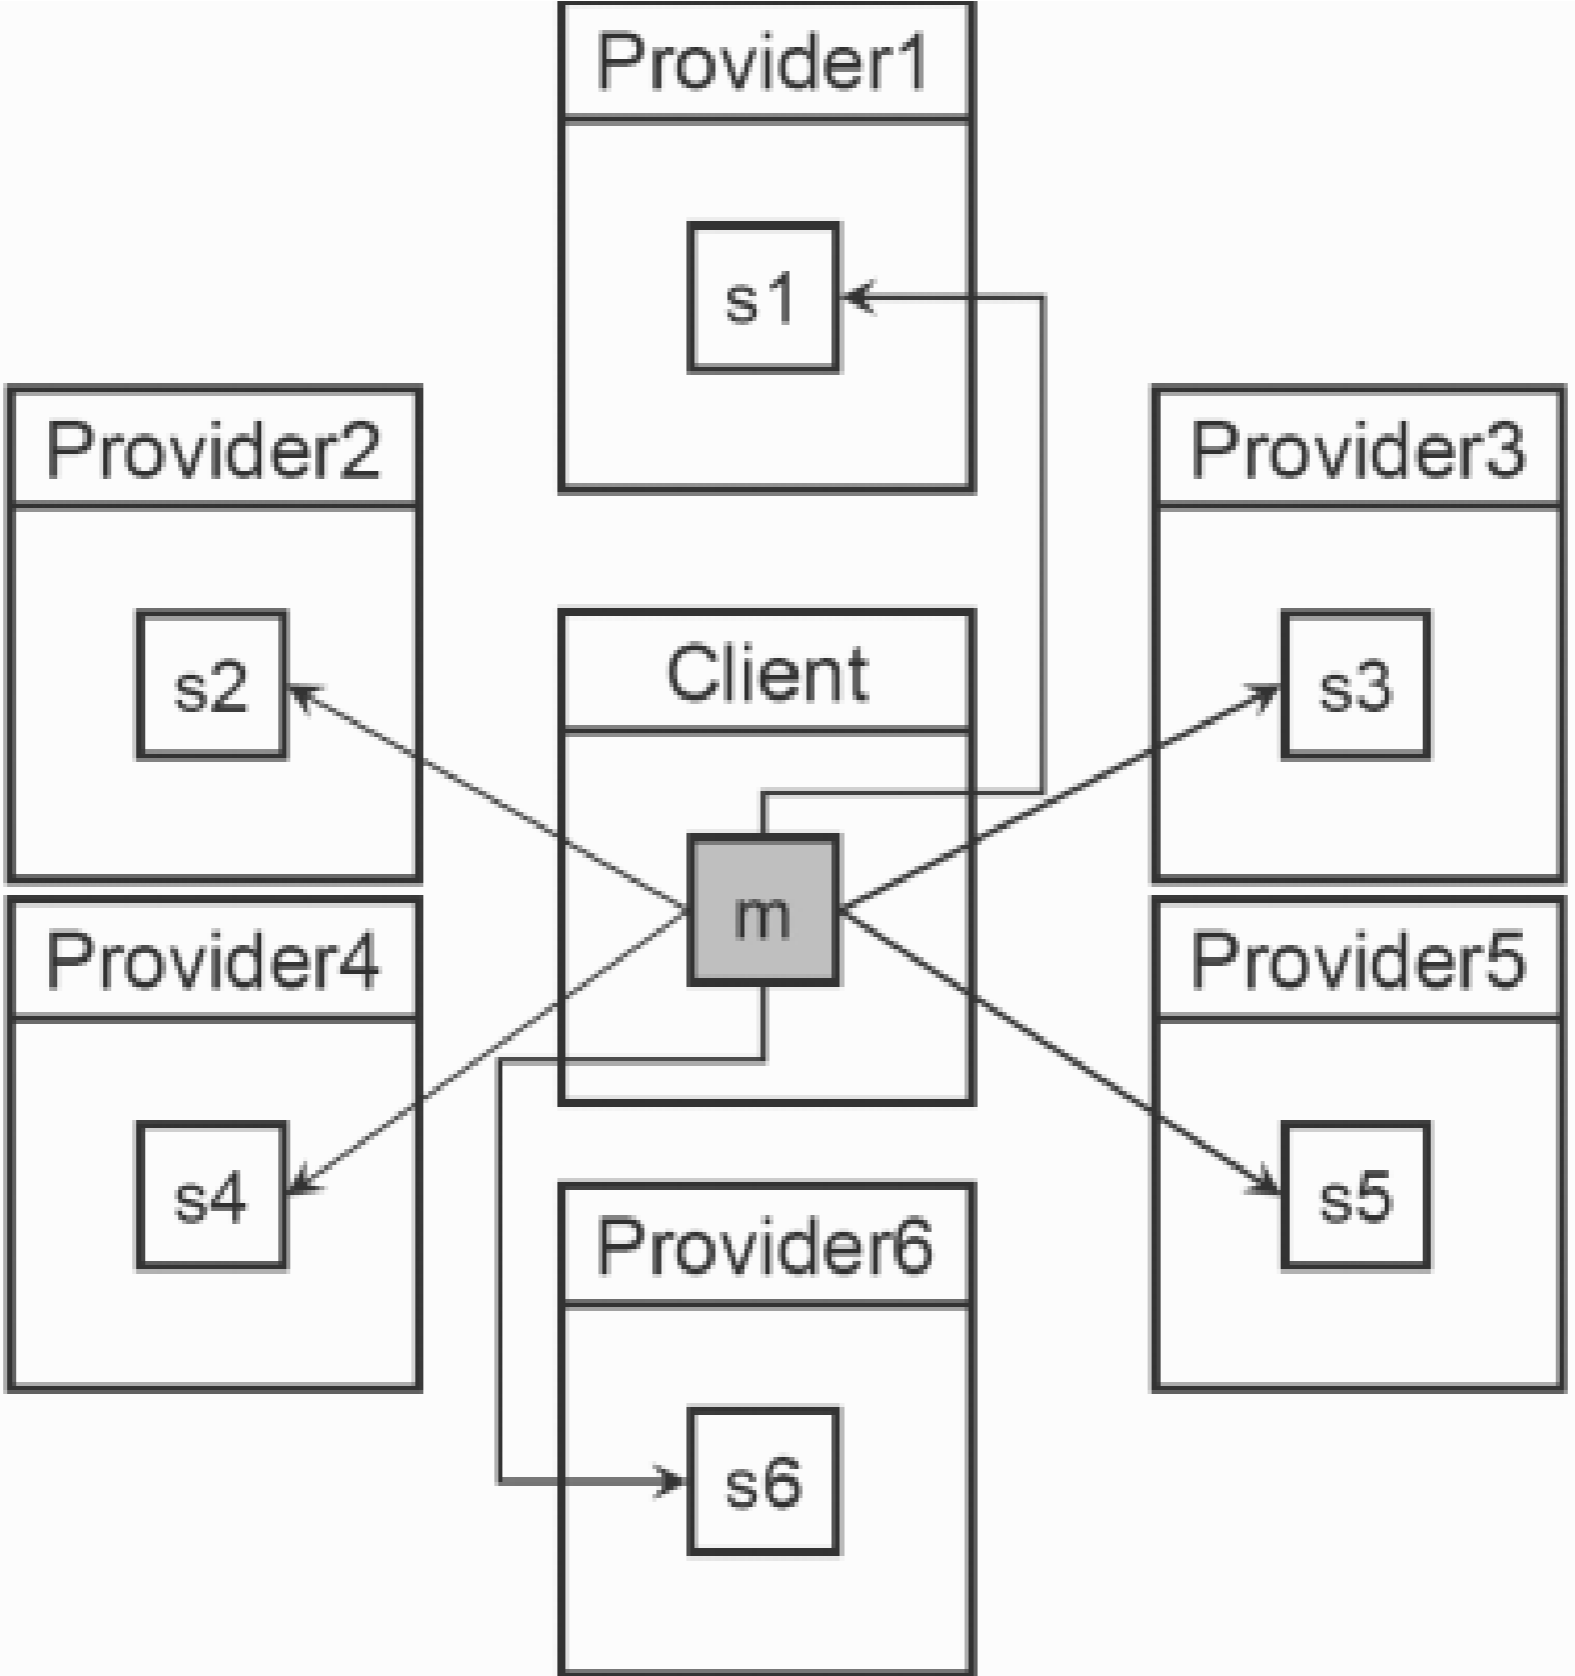 Provider1
s1
Provider2
s2
Provider3
s3
Client
m
Provider4
s4
Provider5
s5
Provider6
s6